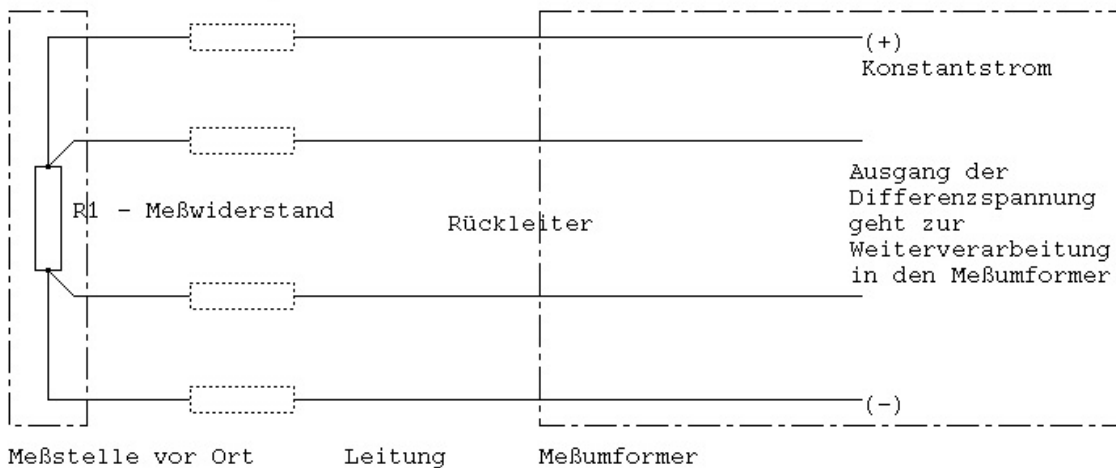 (+)
Konstantstrom
R1 - Meßwiderstand
Rückleiter
Ausgang der
Differenzspannung
geht zur
Weiterverarbeitung
in den Meßumformer
(-)
Meßstelle vor Ort
Leitung
Meßumformer